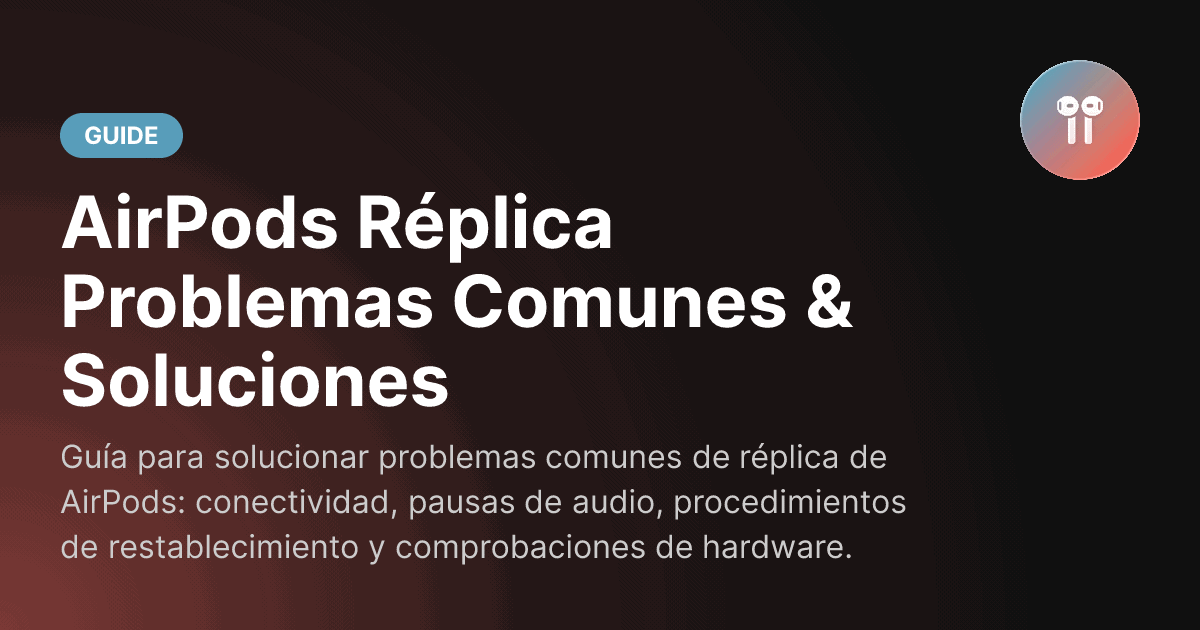 GUIDE
AirPods Réplica
Problemas Comunes &
Soluciones
Guía para solucionar problemas comunes de réplica de
AirPods: conectividad, pausas de audio, procedimientos
de restablecimiento y comprobaciones de hardware.